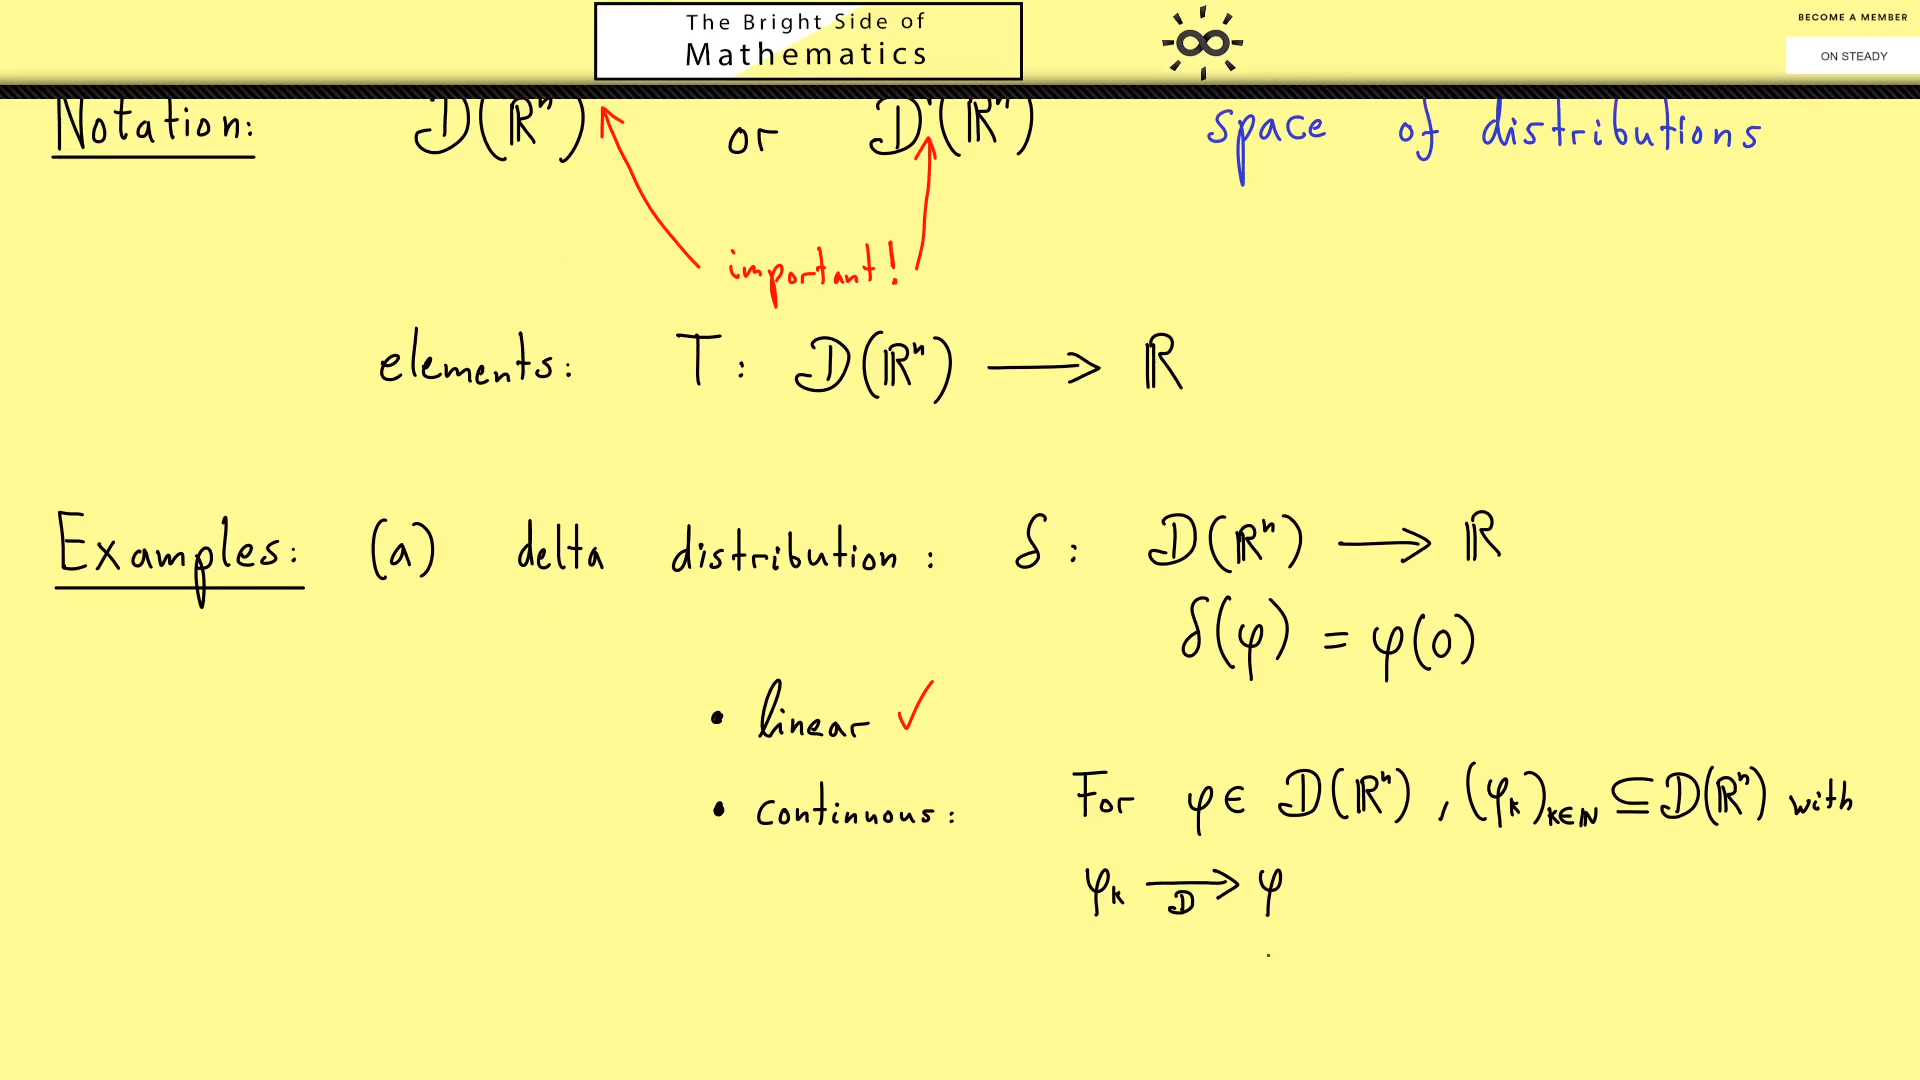 The Bright Side of
Mathematics
BECOME A MEMBER
ON STEADY
Notation: 𝒟(ℝⁿ) or 𝒟'(ℝⁿ) space of distributions
important!
elements: T : 𝒟(ℝⁿ) ⟶ ℝ
Examples: (a) delta distribution: δ : 𝒟(ℝⁿ) ⟶ ℝ
δ(φ) = φ(0)
• linear ✓
• continuous: For φ ∈ 𝒟(ℝⁿ), (φₖ)ₖ∈ℕ ⊆ 𝒟(ℝⁿ) with
φₖ ⟶ φ
𝒟